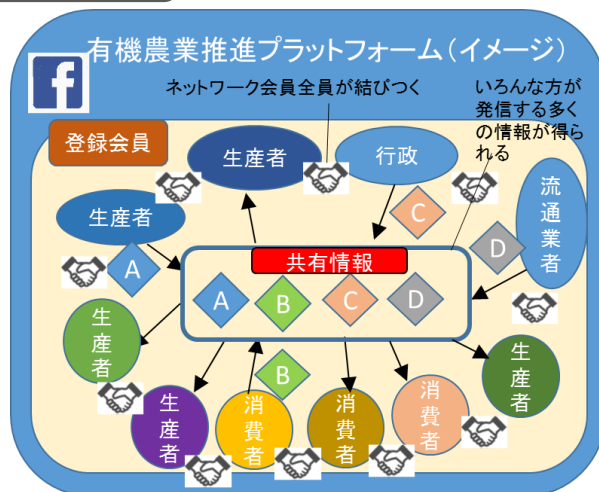 有機農業推進プラットフォーム（イメージ）
f
ネットワーク会員全員が結びつく
いろんな方が
発信する多く
の情報が得ら
れる
登録会員
生産者
行政
流通業者
生産者
A
C
D
共有情報
A
B
C
D
生産者
B
生産者
消費者
消費者
消費者
生産者